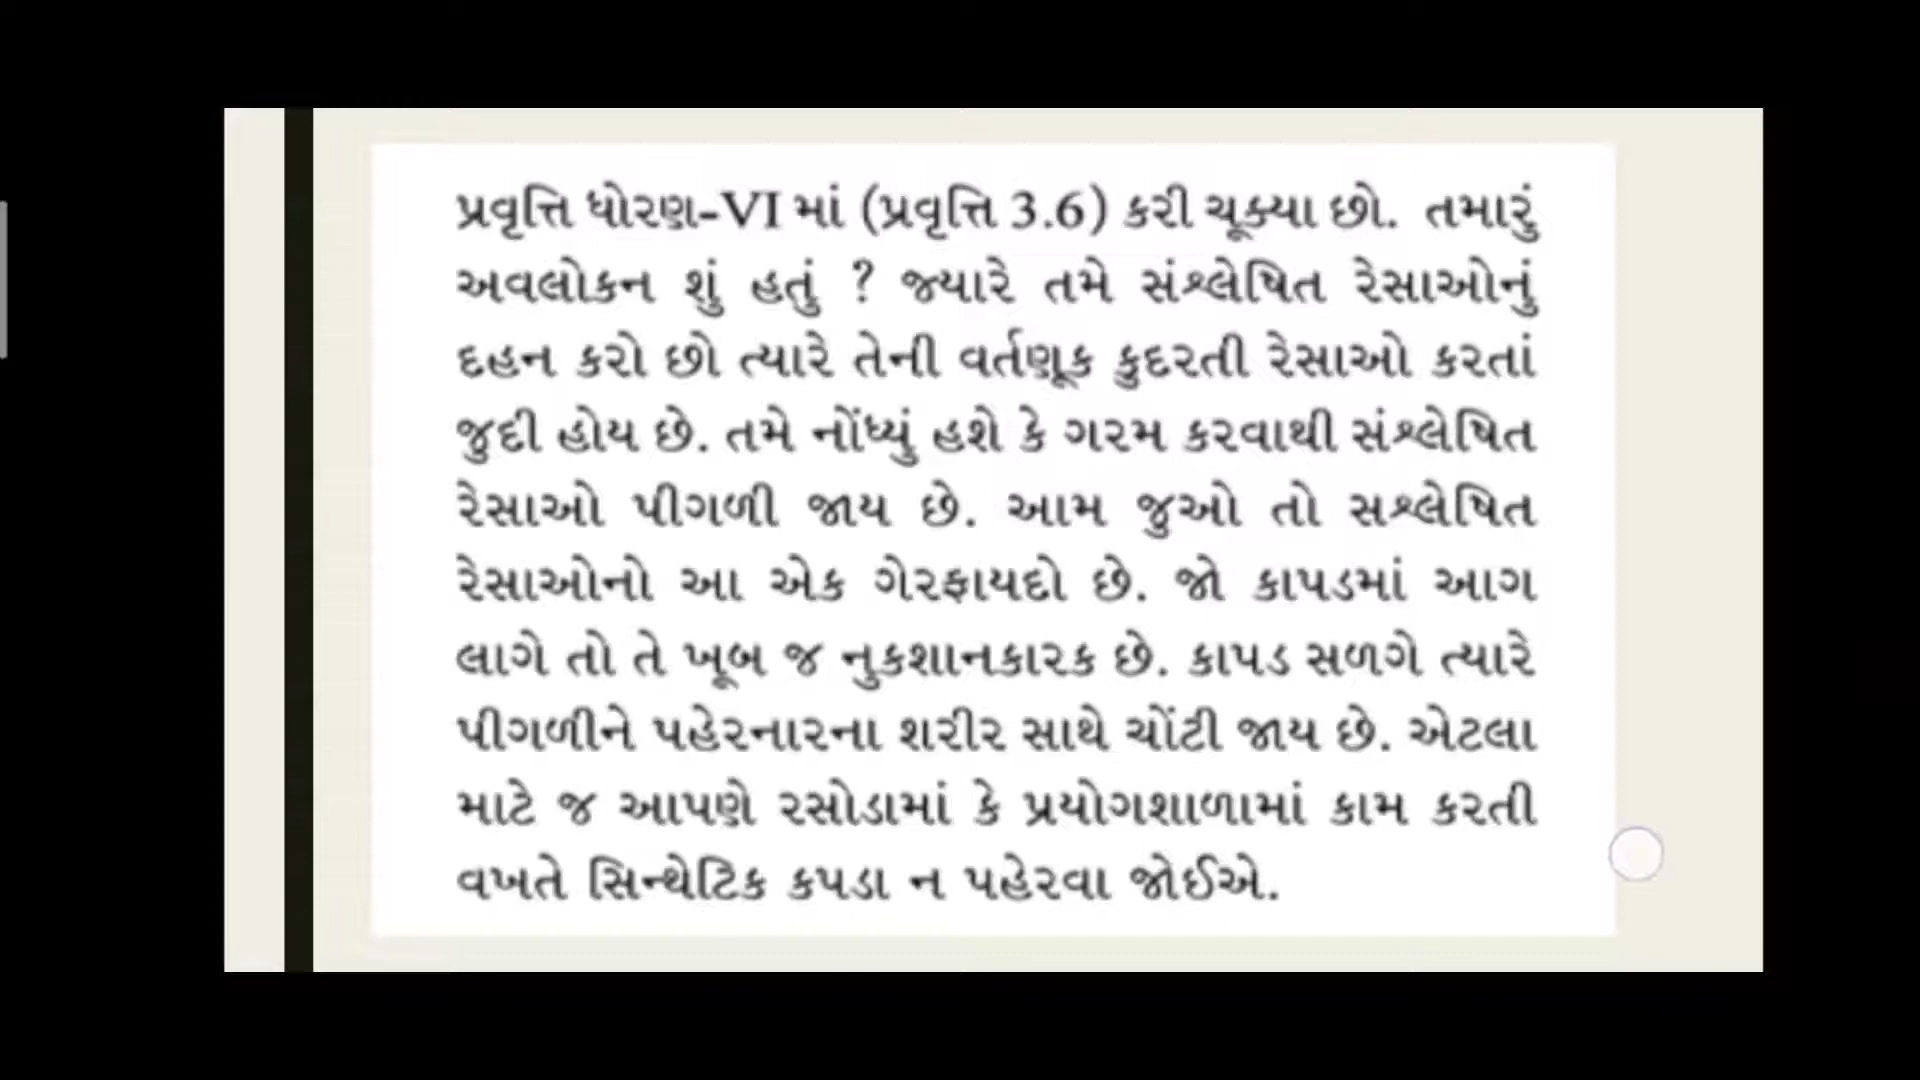 પ્રવૃત્તિ ધોરણ-VI માં (પ્રવૃત્તિ 3.6) કરી ચૂક્યા છો. તમારું
અવલોકન શું હતું ? જ્યારે તમે સંશ્લેષિત રેસાઓનું
દહન કરો છો ત્યારે તેની વર્તણૂક કુદરતી રેસાઓ કરતાં
જુદી હોય છે. તમે નોંધ્યું હશે કે ગરમ કરવાથી સંશ્લેષિત
રેસાઓ પીગળી જાય છે. આમ જુઓ તો સશ્લેષિત
રેસાઓનો આ એક ગેરફાયદો છે. જો કાપડમાં આગ
લાગે તો તે ખૂબ જ નુકશાનકારક છે. કાપડ સળગે ત્યારે
પીગળીને પહેરનારના શરીર સાથે ચોંટી જાય છે. એટલા
માટે જ આપણે રસોડામાં કે પ્રયોગશાળામાં કામ કરતી
વખતે સિન્થેટિક કપડા ન પહેરવા જોઈએ.